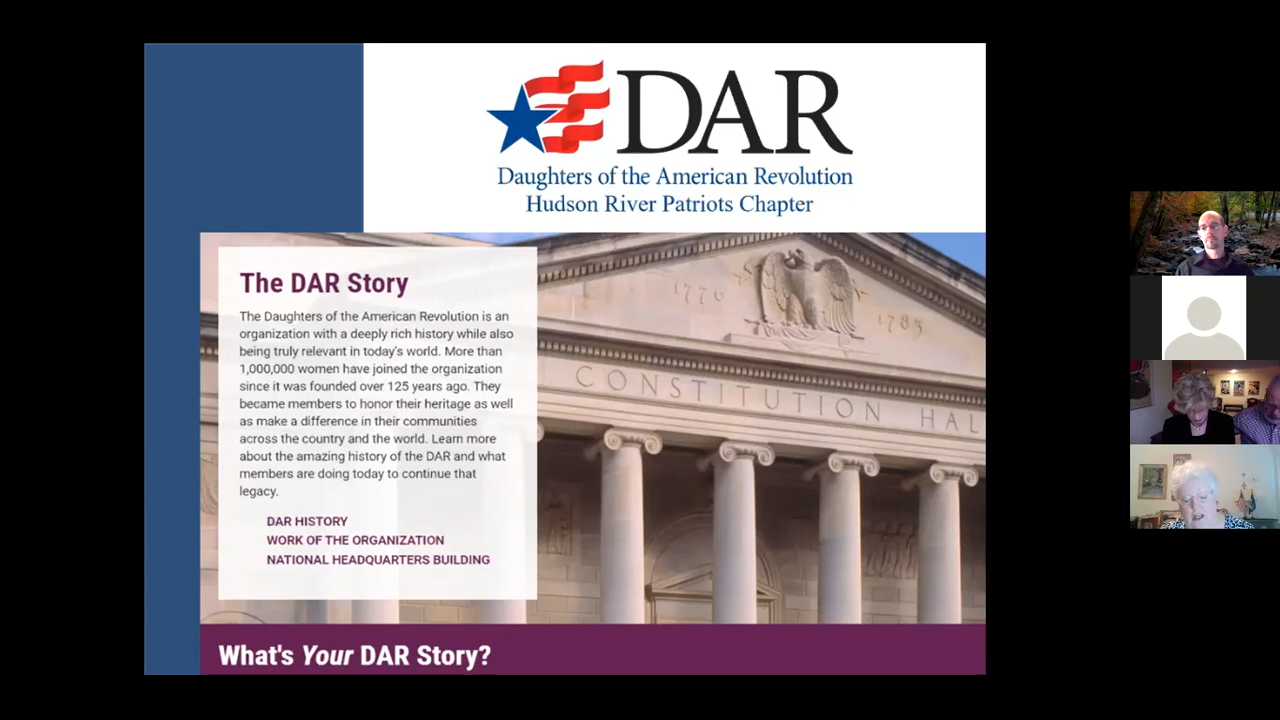 DAR
Daughters of the American Revolution
Hudson River Patriots Chapter
The DAR Story
The Daughters of the American Revolution is an
organization with a deeply rich history while also
being truly relevant in today's world. More than
1,000,000 women have joined the organization
since it was founded over 125 years ago. They
became members to honor their heritage as well
as make a difference in their communities
across the country and the world. Learn more
about the amazing history of the DAR and what
members are doing today to continue that
legacy.
DAR HISTORY
WORK OF THE ORGANIZATION
NATIONAL HEADQUARTERS BUILDING
1776 1783
CONSTITUTION HAL
What's Your DAR Story?